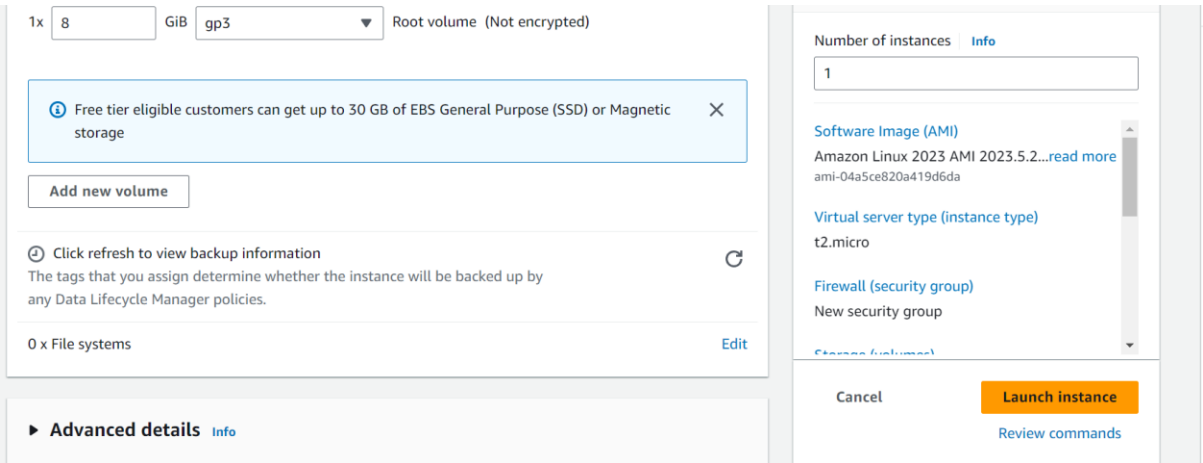 1x 8 GiB gp3 Root volume (Not encrypted)
Free tier eligible customers can get up to 30 GB of EBS General Purpose (SSD) or Magnetic
storage
Add new volume
Click refresh to view backup information
The tags that you assign determine whether the instance will be backed up by
any Data Lifecycle Manager policies.
0 x File systems Edit
Advanced details Info
Number of instances Info
1
Software Image (AMI)
Amazon Linux 2023 AMI 2023.5.2...read more
ami-04a5ce820a419d6da
Virtual server type (instance type)
t2.micro
Firewall (security group)
New security group
Storage (volumes)
Cancel Launch instance
Review commands